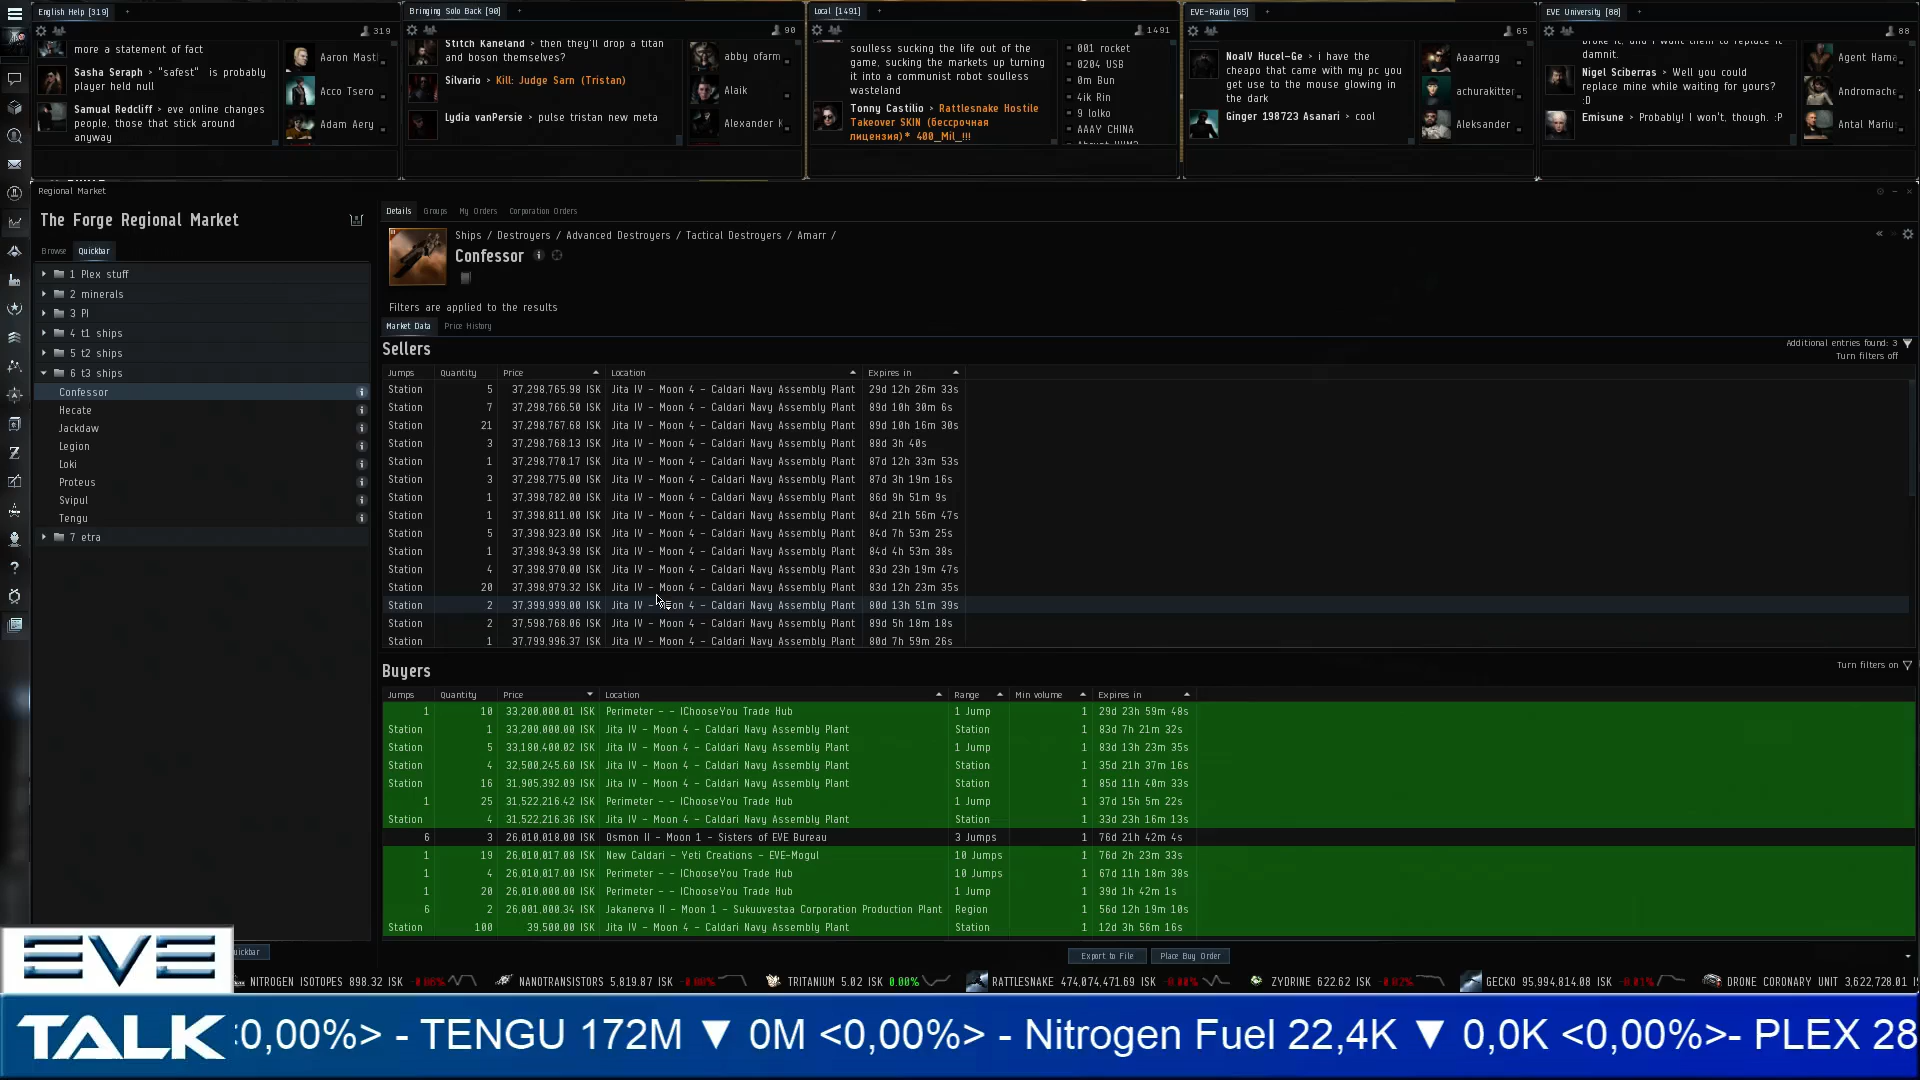 English Help [319]
319
more a statement of fact
Sasha Seraph > "safest" is probably
player held null
Samual Redcliff > eve online changes
people, those that stick around
anyway
Aaron Mast
Acco Tsero
Adam Aery
Bringing Solo Back [90]
90
Stitch Kaneland > then they'll drop a titan
and boson themselves?
Silvario > Kill: Judge Sarn (Tristan)
Lydia vanPersie > pulse tristan new meta
abby ofarm
Alaik
Alexander K
Local [1491]
1491
soulless sucking the life out of the
game, sucking the markets up turning
it into a communist robot soulless
wasteland
Tonny Castilio > Rattlesnake Hostile
Takeover SKIN (бессрочная
лицензия)* 400_Mil_!!!
001 rocket
0204 USB
0m Bun
4ik Rin
9 lolko
AAAY CHINA
EVE-Radio [65]
65
NoalV Hucel-Ge > i have the
cheapo that came with my pc you
get use to the mouse glowing in
the dark
Ginger 198723 Asanari > cool
Aaaarrgg
achurakitter
Aleksander
EVE University [88]
88
broke it, and I want them to replace it
damnit.
Nigel Sciberras > Well you could
replace mine while waiting for yours?
:D
Emisune > Probably! I won't, though. :P
Agent Hama
Andromache
Antal Mariu
Regional Market
The Forge Regional Market
Browse Quickbar
1 Plex stuff
2 minerals
3 PI
4 t1 ships
5 t2 ships
6 t3 ships
Confessor
Hecate
Jackdaw
Legion
Loki
Proteus
Svipul
Tengu
7 etra
Details Groups My Orders Corporation Orders
Ships / Destroyers / Advanced Destroyers / Tactical Destroyers / Amarr /
Confessor
Filters are applied to the results
Market Data Price History
Sellers
Additional entries found: 3
Turn filters off
Jumps Quantity Price Location Expires in
Station 5 37,298,765.98 ISK Jita IV - Moon 4 - Caldari Navy Assembly Plant 29d 12h 26m 33s
Station 7 37,298,766.50 ISK Jita IV - Moon 4 - Caldari Navy Assembly Plant 89d 10h 30m 6s
Station 21 37,298,767.68 ISK Jita IV - Moon 4 - Caldari Navy Assembly Plant 89d 10h 16m 30s
Station 3 37,298,768.13 ISK Jita IV - Moon 4 - Caldari Navy Assembly Plant 88d 3h 40s
Station 1 37,298,770.17 ISK Jita IV - Moon 4 - Caldari Navy Assembly Plant 87d 12h 33m 53s
Station 3 37,298,775.00 ISK Jita IV - Moon 4 - Caldari Navy Assembly Plant 87d 3h 19m 16s
Station 1 37,398,782.00 ISK Jita IV - Moon 4 - Caldari Navy Assembly Plant 86d 9h 51m 9s
Station 1 37,398,811.00 ISK Jita IV - Moon 4 - Caldari Navy Assembly Plant 84d 21h 56m 47s
Station 5 37,398,923.00 ISK Jita IV - Moon 4 - Caldari Navy Assembly Plant 84d 7h 53m 25s
Station 1 37,398,943.98 ISK Jita IV - Moon 4 - Caldari Navy Assembly Plant 84d 4h 53m 38s
Station 4 37,398,970.00 ISK Jita IV - Moon 4 - Caldari Navy Assembly Plant 83d 23h 19m 47s
Station 20 37,398,979.32 ISK Jita IV - Moon 4 - Caldari Navy Assembly Plant 83d 12h 23m 35s
Station 2 37,399,999.00 ISK Jita IV - Moon 4 - Caldari Navy Assembly Plant 80d 13h 51m 39s
Station 2 37,598,768.06 ISK Jita IV - Moon 4 - Caldari Navy Assembly Plant 89d 5h 18m 18s
Station 1 37,799,996.37 ISK Jita IV - Moon 4 - Caldari Navy Assembly Plant 80d 7h 59m 26s
Buyers
Turn filters on
Jumps Quantity Price Location Range Min volume Expires in
1 10 33,200,000.01 ISK Perimeter - - IChooseYou Trade Hub 1 Jump 1 29d 23h 59m 48s
Station 1 33,200,000.00 ISK Jita IV - Moon 4 - Caldari Navy Assembly Plant Station 1 83d 7h 21m 32s
Station 5 33,180,400.02 ISK Jita IV - Moon 4 - Caldari Navy Assembly Plant 1 Jump 1 83d 13h 23m 35s
Station 4 32,500,245.60 ISK Jita IV - Moon 4 - Caldari Navy Assembly Plant Station 1 35d 21h 37m 16s
Station 16 31,905,392.09 ISK Jita IV - Moon 4 - Caldari Navy Assembly Plant Station 1 85d 11h 40m 33s
1 25 31,522,216.42 ISK Perimeter - - IChooseYou Trade Hub 1 Jump 1 37d 15h 5m 22s
Station 4 31,522,216.36 ISK Jita IV - Moon 4 - Caldari Navy Assembly Plant Station 1 33d 23h 16m 13s
6 3 26,010,018.00 ISK Osmon II - Moon 1 - Sisters of EVE Bureau 3 Jumps 1 76d 21h 42m 4s
1 19 26,010,017.08 ISK New Caldari - Yeti Creations - EVE-Mogul 10 Jumps 1 76d 2h 23m 33s
1 4 26,010,017.00 ISK Perimeter - - IChooseYou Trade Hub 10 Jumps 1 67d 11h 18m 38s
1 20 26,010,000.00 ISK Perimeter - - IChooseYou Trade Hub 1 Jump 1 39d 1h 42m 1s
6 2 26,001,000.34 ISK Jakanerva II - Moon 1 - Sukuuvestaa Corporation Production Plant Region 1 56d 12h 19m 10s
Station 100 39,500.00 ISK Jita IV - Moon 4 - Caldari Navy Assembly Plant Station 1 12d 3h 56m 16s
Export to File Place Buy Order
EVE
NITROGEN ISOTOPES 898.32 ISK NANOTRANSISTORS 5,819.87 ISK TRITANIUM 5.02 ISK 0.00% RATTLESNAKE 474,074,471.69 ISK ZYDRINE 622.62 ISK -0.02% GECKO 95,994,814.08 ISK -0.01% DRONE CORONARY UNIT 3,622,728.01
TALK
0,00%> - TENGU 172M ▼ 0M <0,00%> - Nitrogen Fuel 22,4K ▼ 0,0K <0,00%>- PLEX 28